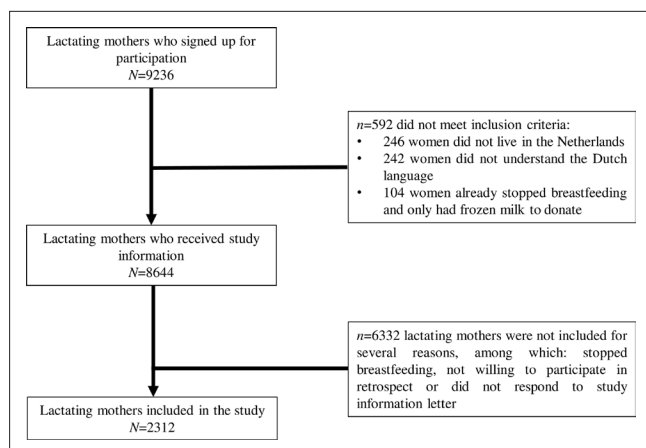 Lactating mothers who signed up for
participation
N=9236
n=592 did not meet inclusion criteria:
• 246 women did not live in the Netherlands
• 242 women did not understand the Dutch
language
• 104 women already stopped breastfeeding
and only had frozen milk to donate
Lactating mothers who received study
information
N=8644
n=6332 lactating mothers were not included for
several reasons, among which: stopped
breastfeeding, not willing to participate in
retrospect or did not respond to study
information letter
Lactating mothers included in the study
N=2312